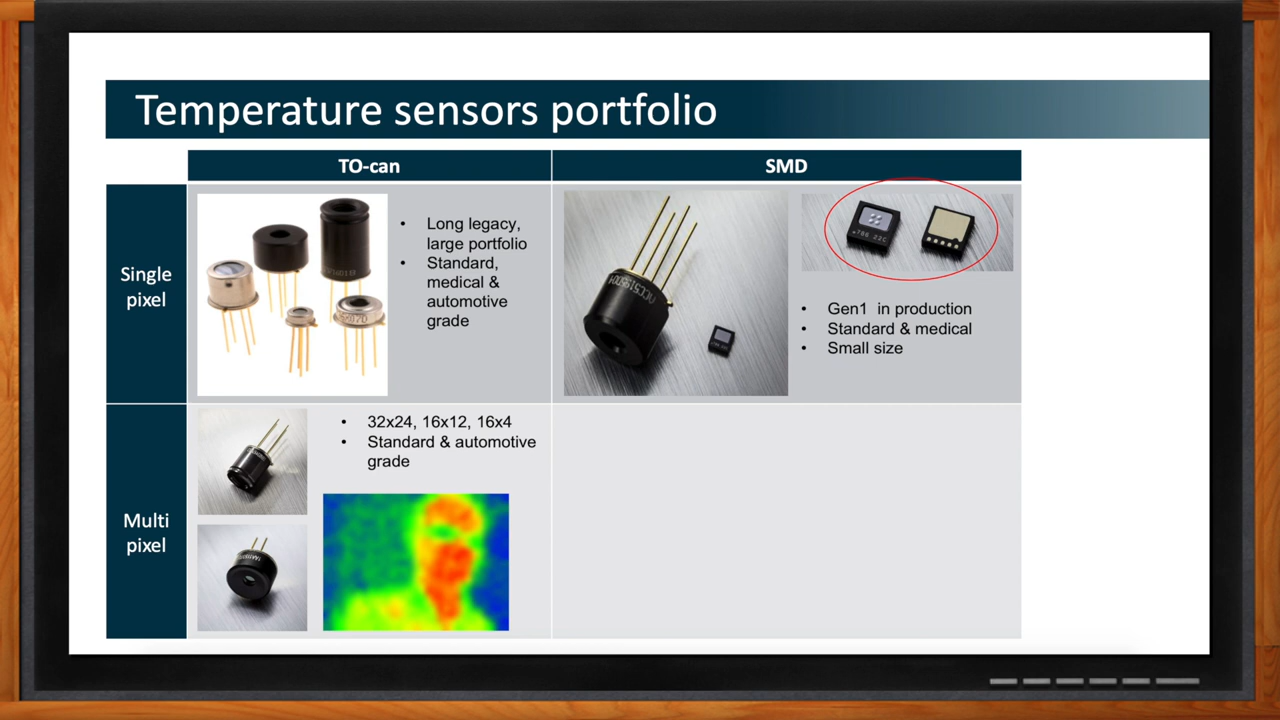 Temperature sensors portfolio
TO-can
SMD
Single
pixel
• Long legacy,
large portfolio
• Standard,
medical &
automotive
grade
• Gen1 in production
• Standard & medical
• Small size
Multi
pixel
• 32x24, 16x12, 16x4
• Standard & automotive
grade